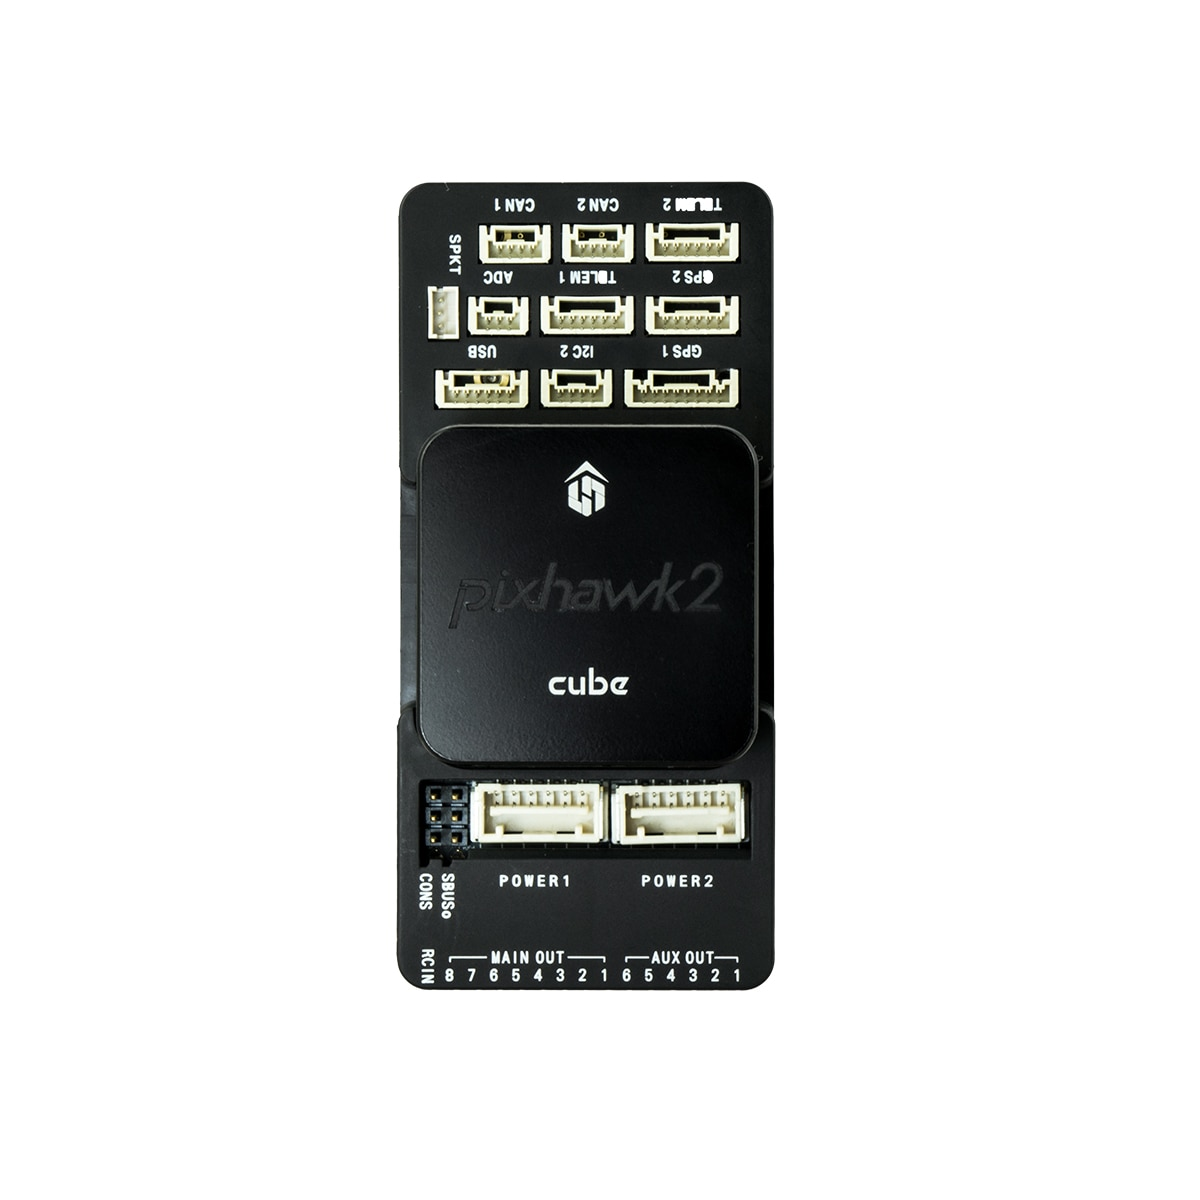 CAN 1 CAN 2 TELEM 2
SPKT
ADC TELEM 1 GPS 2
USB I2C 2 GPS 1
pixhawk2
cube
CONS SBUSo POWER1 POWER2
RCIN MAIN OUT AUX OUT
8 7 6 5 4 3 2 1 6 5 4 3 2 1